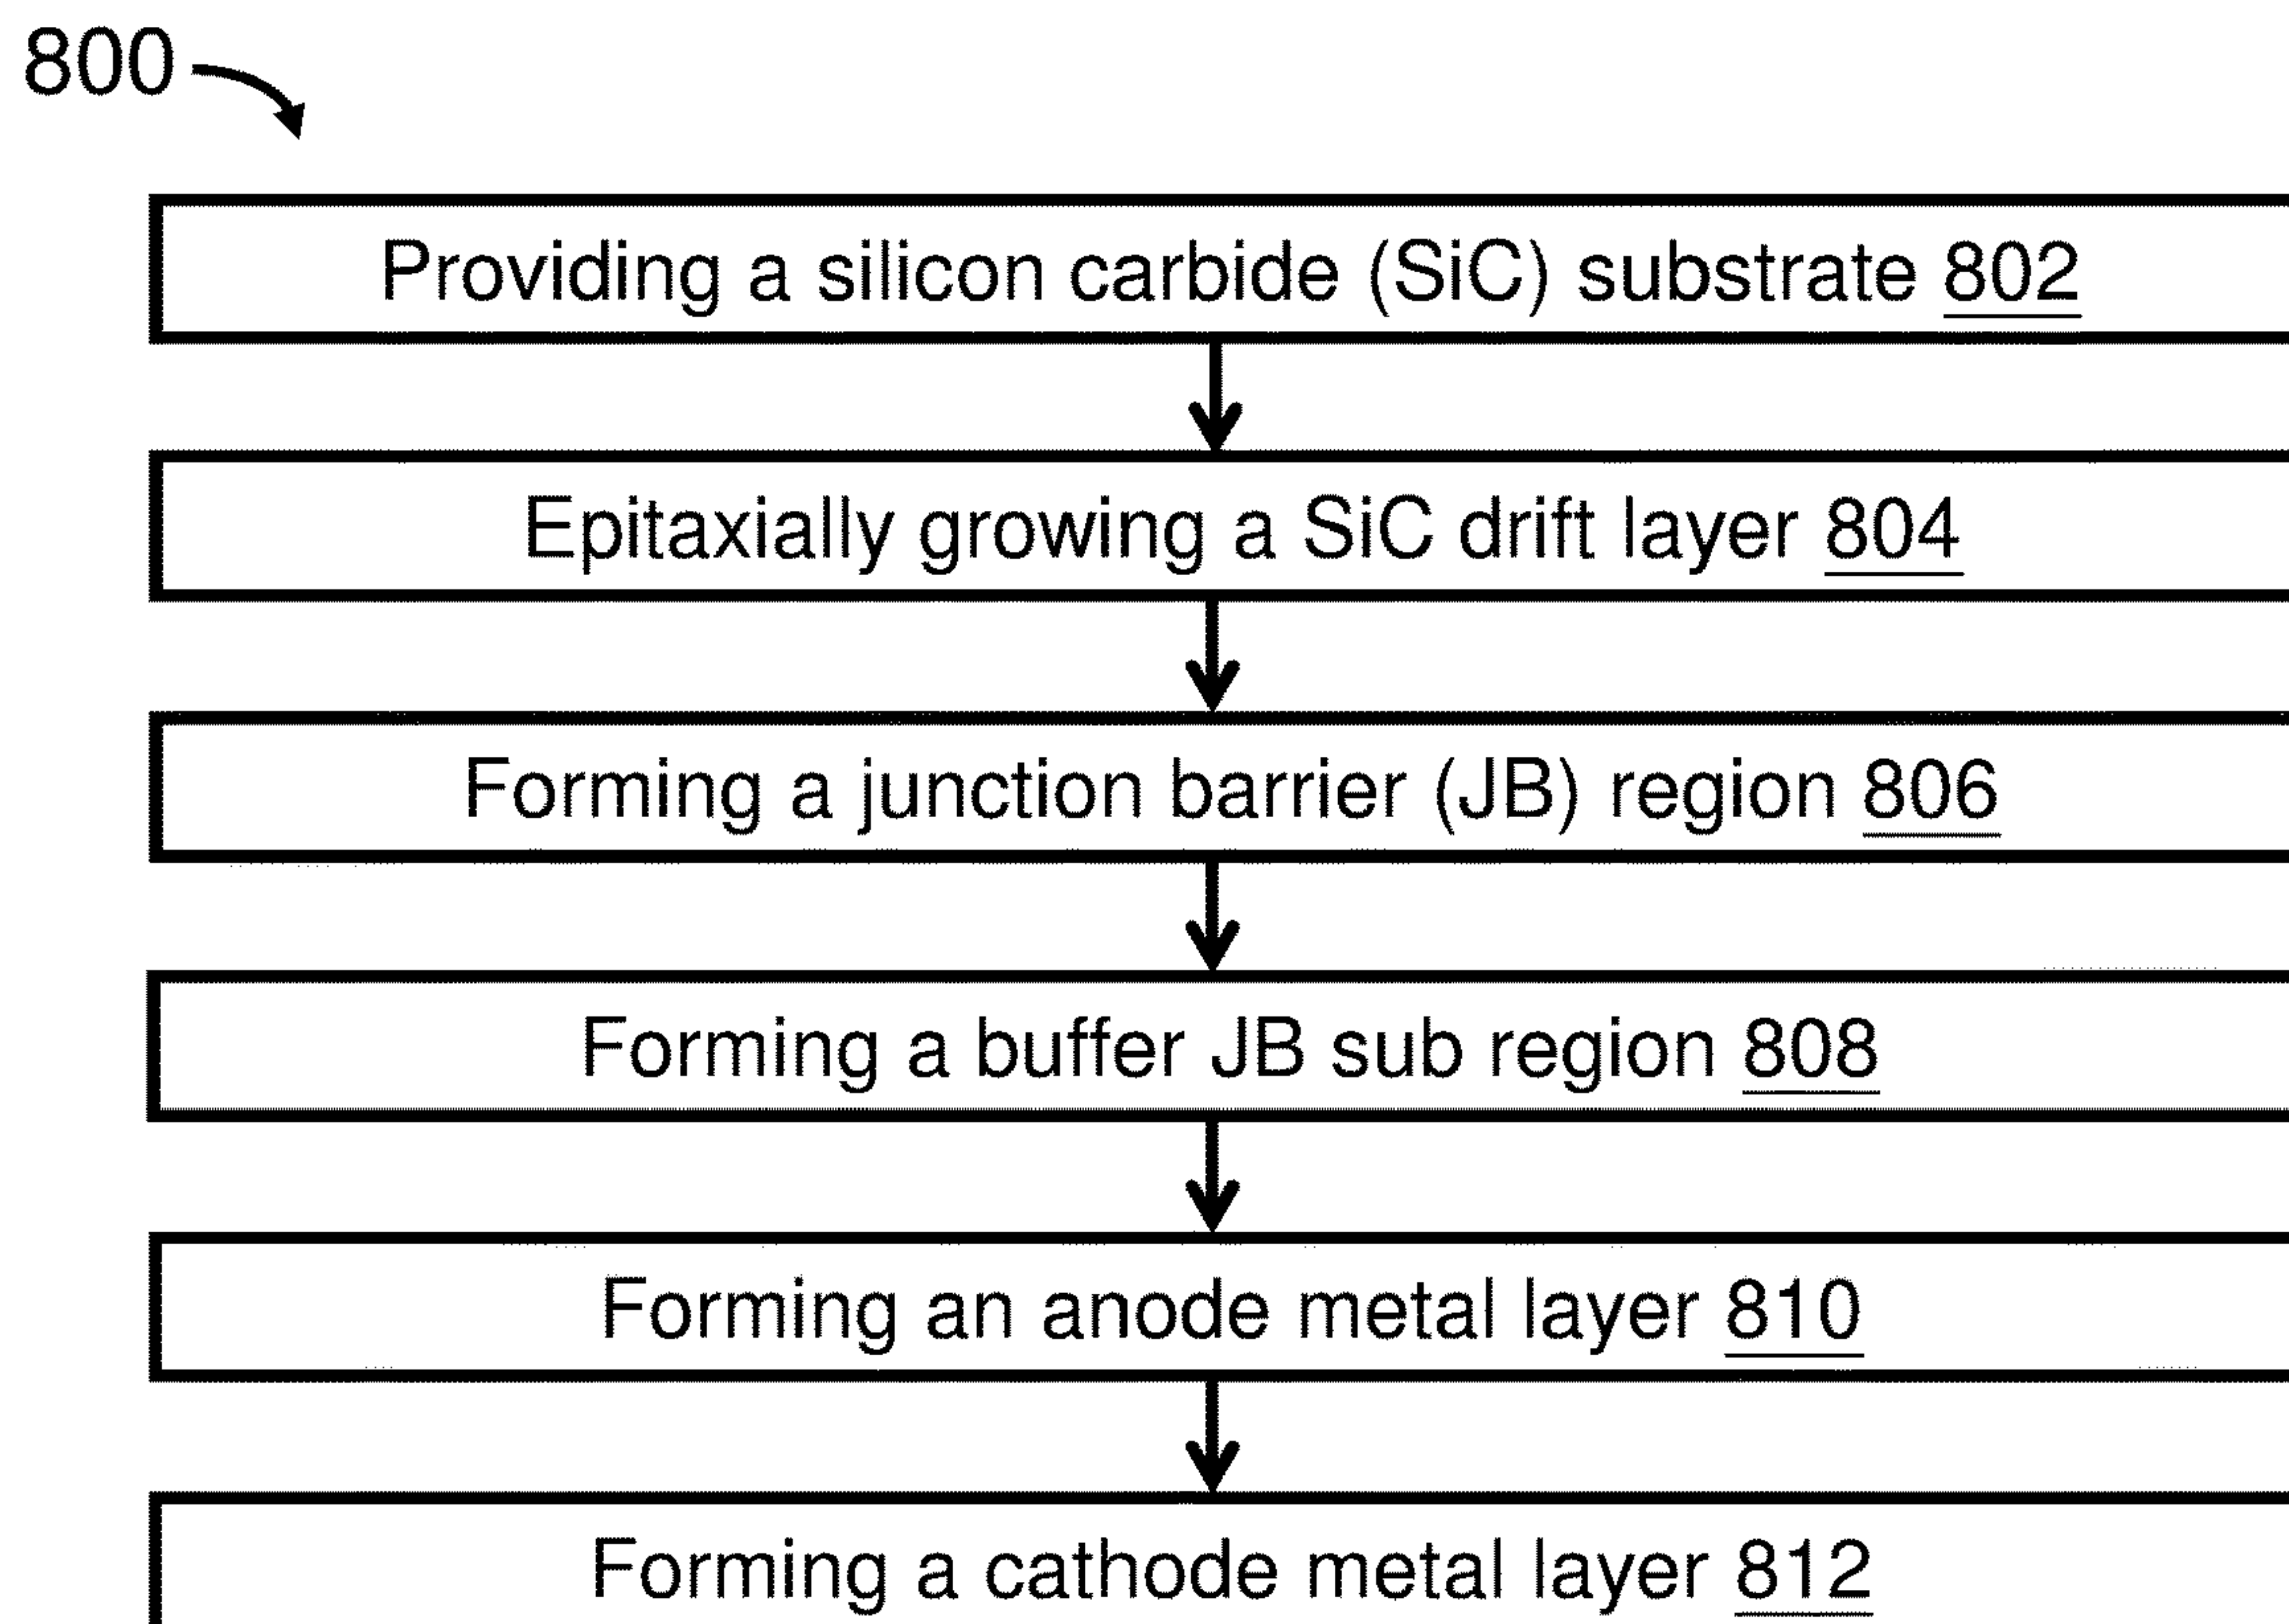 800
Providing a silicon carbide (SiC) substrate 802
Epitaxially growing a SiC drift layer 804
Forming a junction barrier (JB) region 806
Forming a buffer JB sub region 808
Forming an anode metal layer 810
Forming a cathode metal layer 812